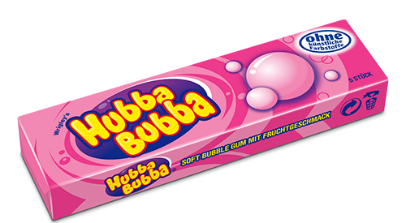 ohne
künstliche
Farbstoffe
5 STÜCK
Wrigley's
Hubba
Bubba
Hubba
Bubba
SOFT BUBBLE GUM MIT FRUCHTGESCHMACK